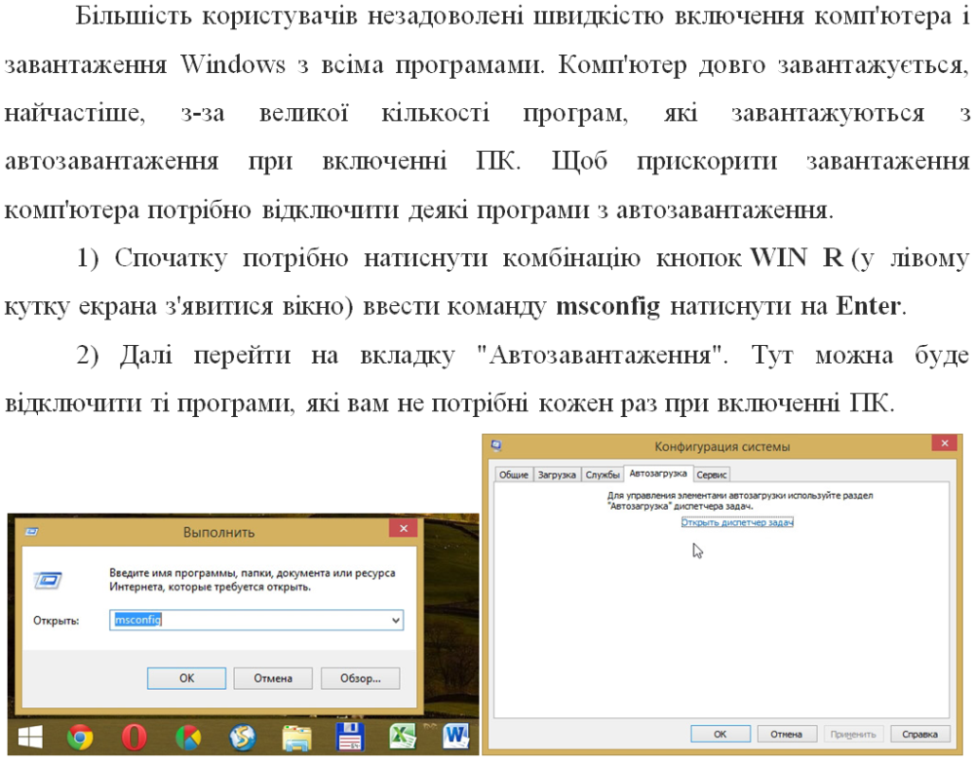 Більшість користувачів незадоволені швидкістю включення комп'ютера і
завантаження Windows з всіма програмами. Комп'ютер довго завантажується,
найчастіше, з-за великої кількості програм, які завантажуються з
автозавантаження при включенні ПК. Щоб прискорити завантаження
комп'ютера потрібно відключити деякі програми з автозавантаження.
1) Спочатку потрібно натиснути комбінацію кнопок WIN R (у лівому
кутку екрана з'явитися вікно) ввести команду msconfig натиснути на Enter.
2) Далі перейти на вкладку "Автозавантаження". Тут можна буде
відключити ті програми, які вам не потрібні кожен раз при включенні ПК.
Выполнить
Введите имя программы, папки, документа или ресурса
Интернета, которые требуется открыть.
Открыть: msconfig
ОК Отмена Обзор...
Конфигурация системы
Общие Загрузка Службы Автозагрузка Сервис
Для управления элементами автозагрузки используйте раздел
"Автозагрузка" диспетчера задач.
Открыть диспетчер задач
ОК Отмена Применить Справка